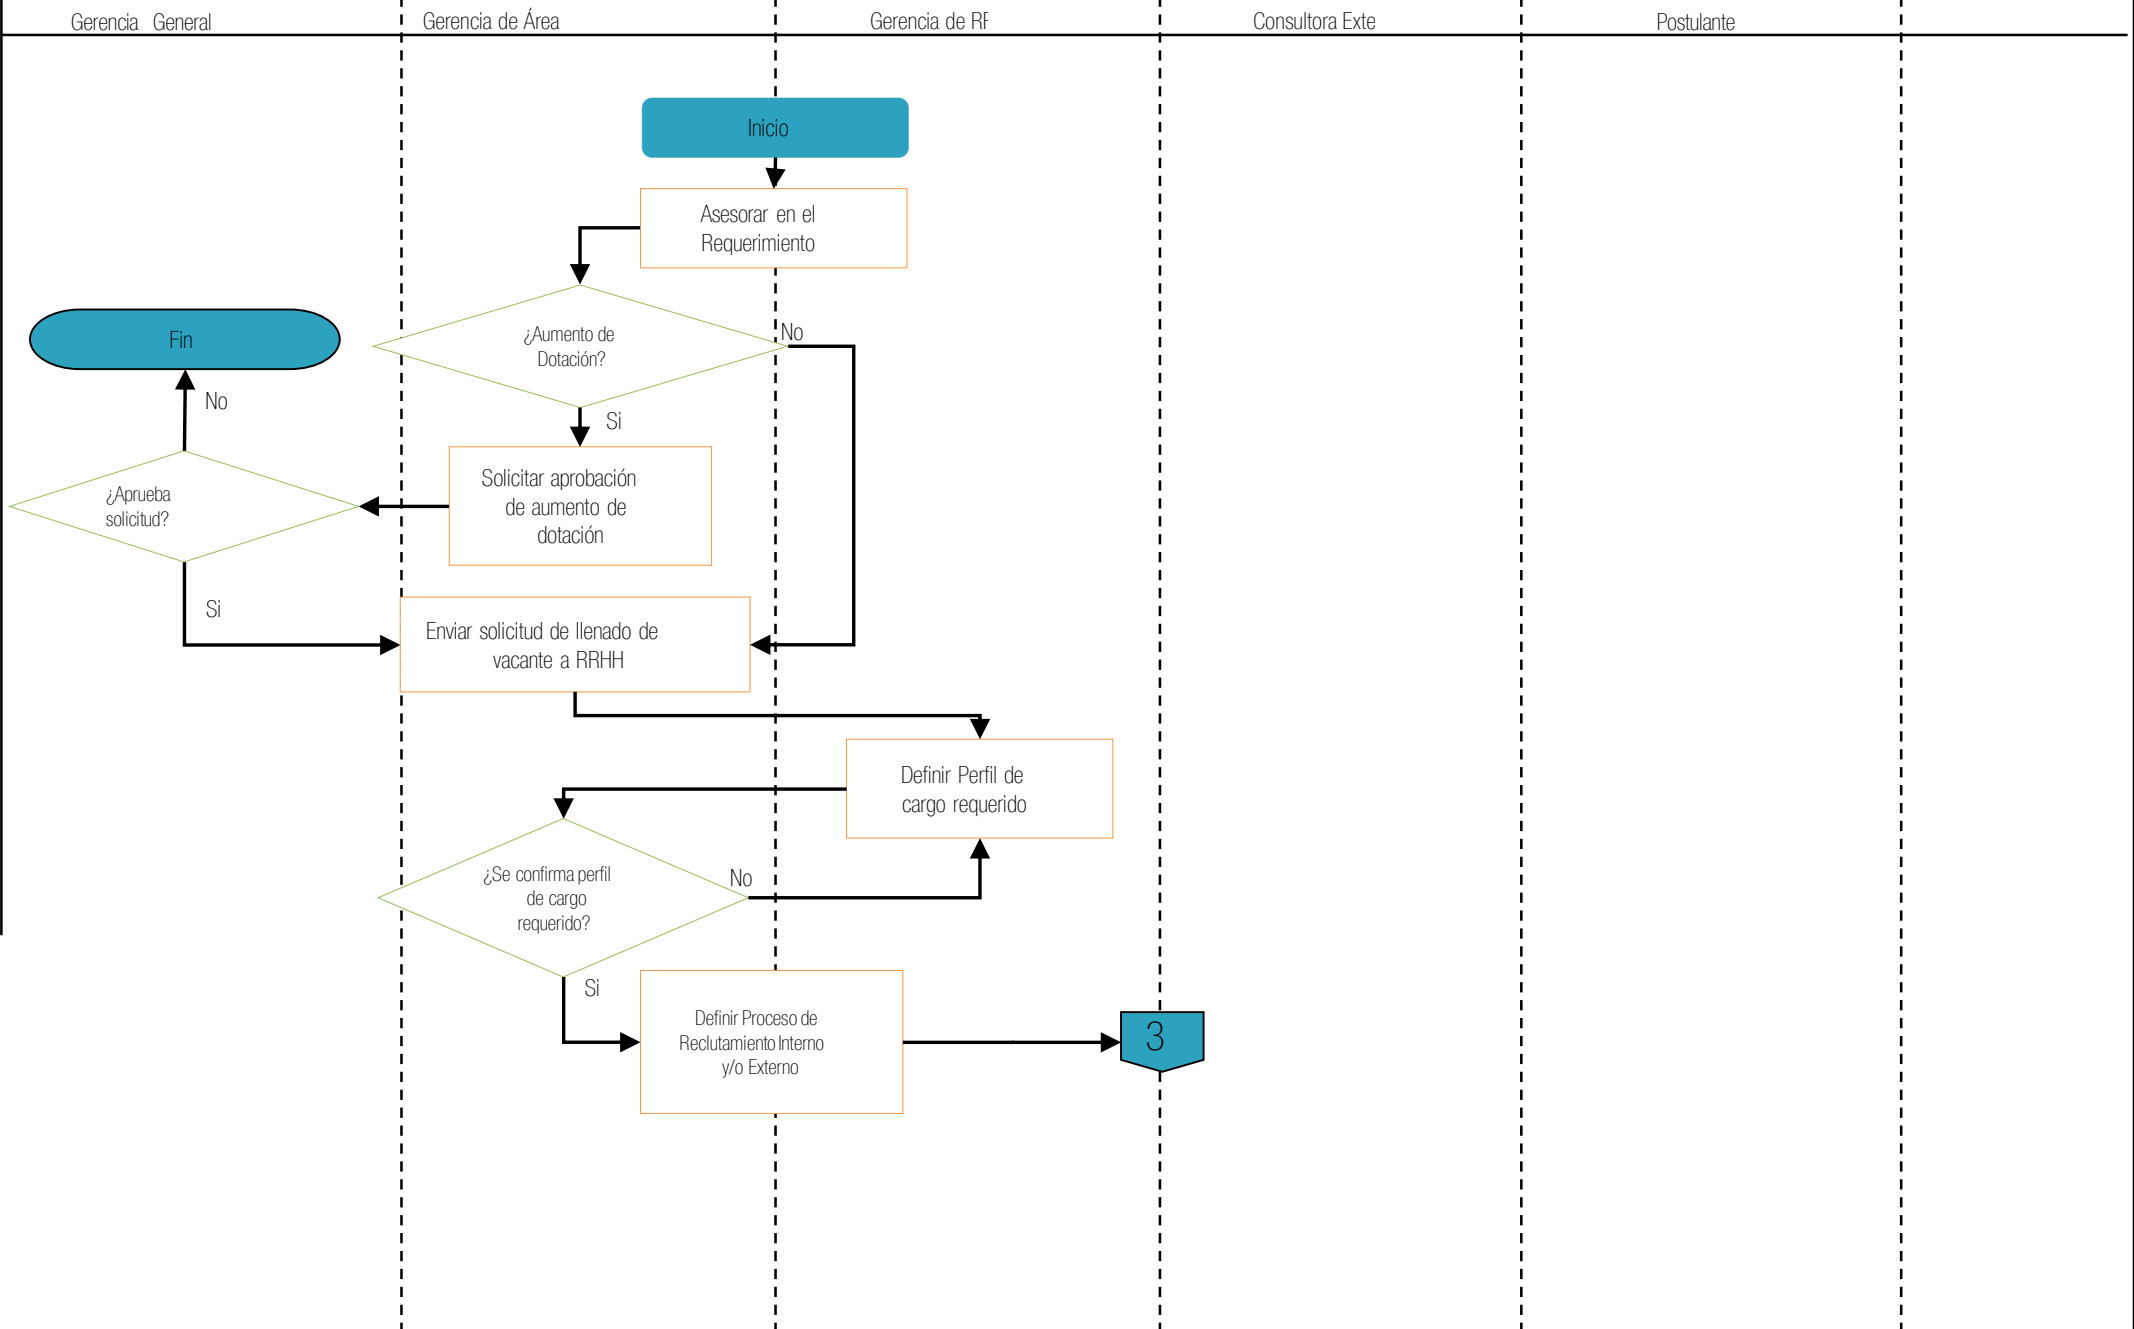 Gerencia General
Gerencia de Área
Gerencia de RF
Consultora Exte
Postulante
Inicio
Asesorar en el
Requerimiento
¿Aumento de
Dotación?
No
Fin
No
Si
Solicitar aprobación
de aumento de
dotación
¿Aprueba
solicitud?
Si
Enviar solicitud de llenado de
vacante a RRHH
Definir Perfil de
cargo requerido
¿Se confirma perfil
de cargo
requerido?
No
Si
Definir Proceso de
Reclutamiento Interno
y/o Externo
3